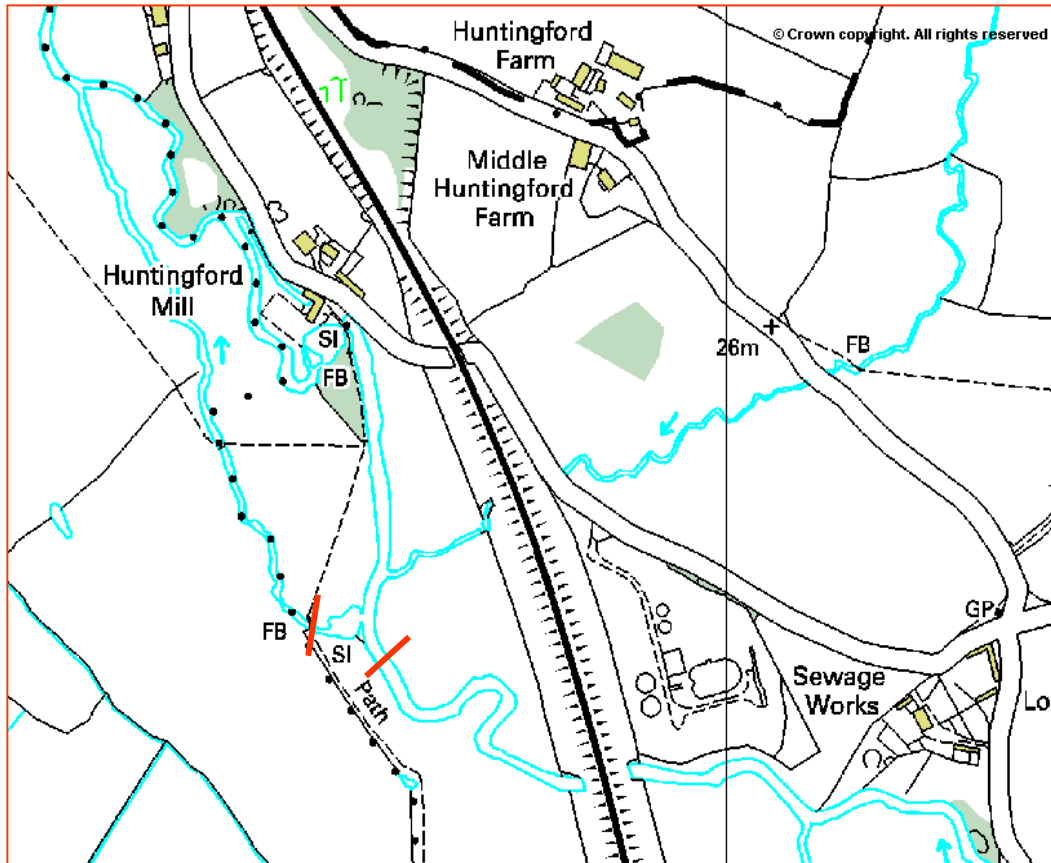 © Crown copyright. All rights reserved
Huntingford
Farm
Middle
Huntingford
Farm
Huntingford
Mill
Sl
FB
26m
FB
GP
FB
Sl
Path
Sewage
Works
Lo